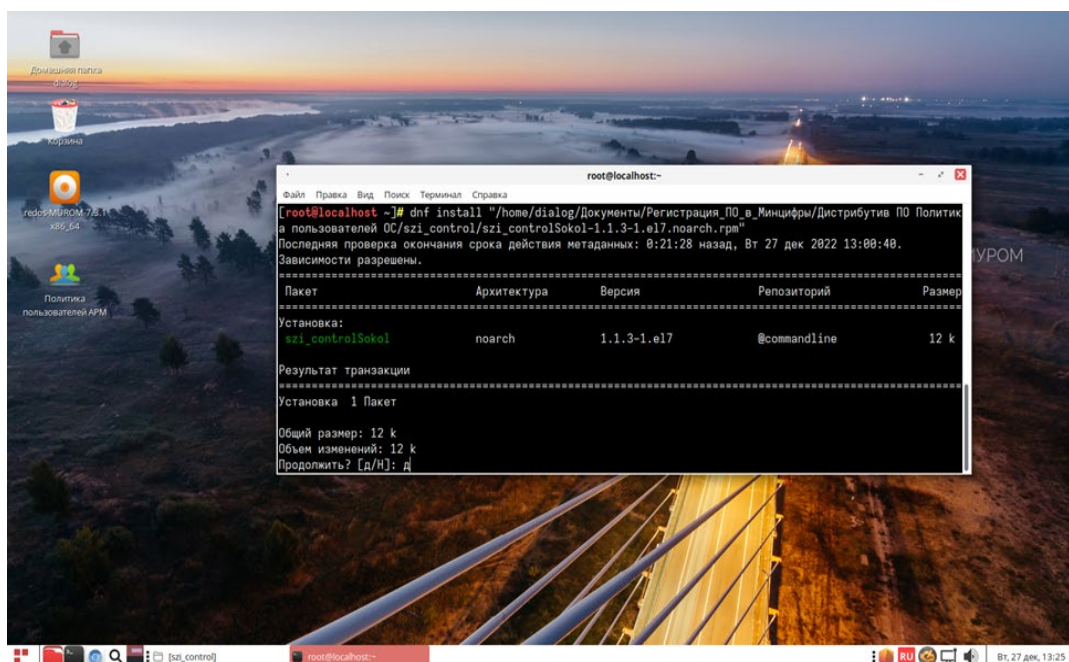 Домашняя папка
dialog
Корзина
redos-MUROM-7.3.1
x86_64
Политика
пользователей АРМ
root@localhost:~
Файл Правка Вид Поиск Терминал Справка
[root@localhost ~]# dnf install "/home/dialog/Документы/Регистрация_ПО_в_Минцифры/Дистрибутив ПО Политик
а пользователей ОС/szi_control/szi_controlSokol-1.1.3-1.el7.noarch.rpm"
Последняя проверка окончания срока действия метаданных: 0:21:28 назад, Вт 27 дек 2022 13:00:40.
Зависимости разрешены.
================================================================================
Пакет Архитектура Версия Репозиторий Размер
================================================================================
Установка:
szi_controlSokol noarch 1.1.3-1.el7 @commandline 12 k
Результат транзакции
================================================================================
Установка 1 Пакет
Общий размер: 12 k
Объем изменений: 12 k
Продолжить? [д/Н]: д
[szi_control]
root@localhost:~
RU
Вт, 27 дек, 13:25